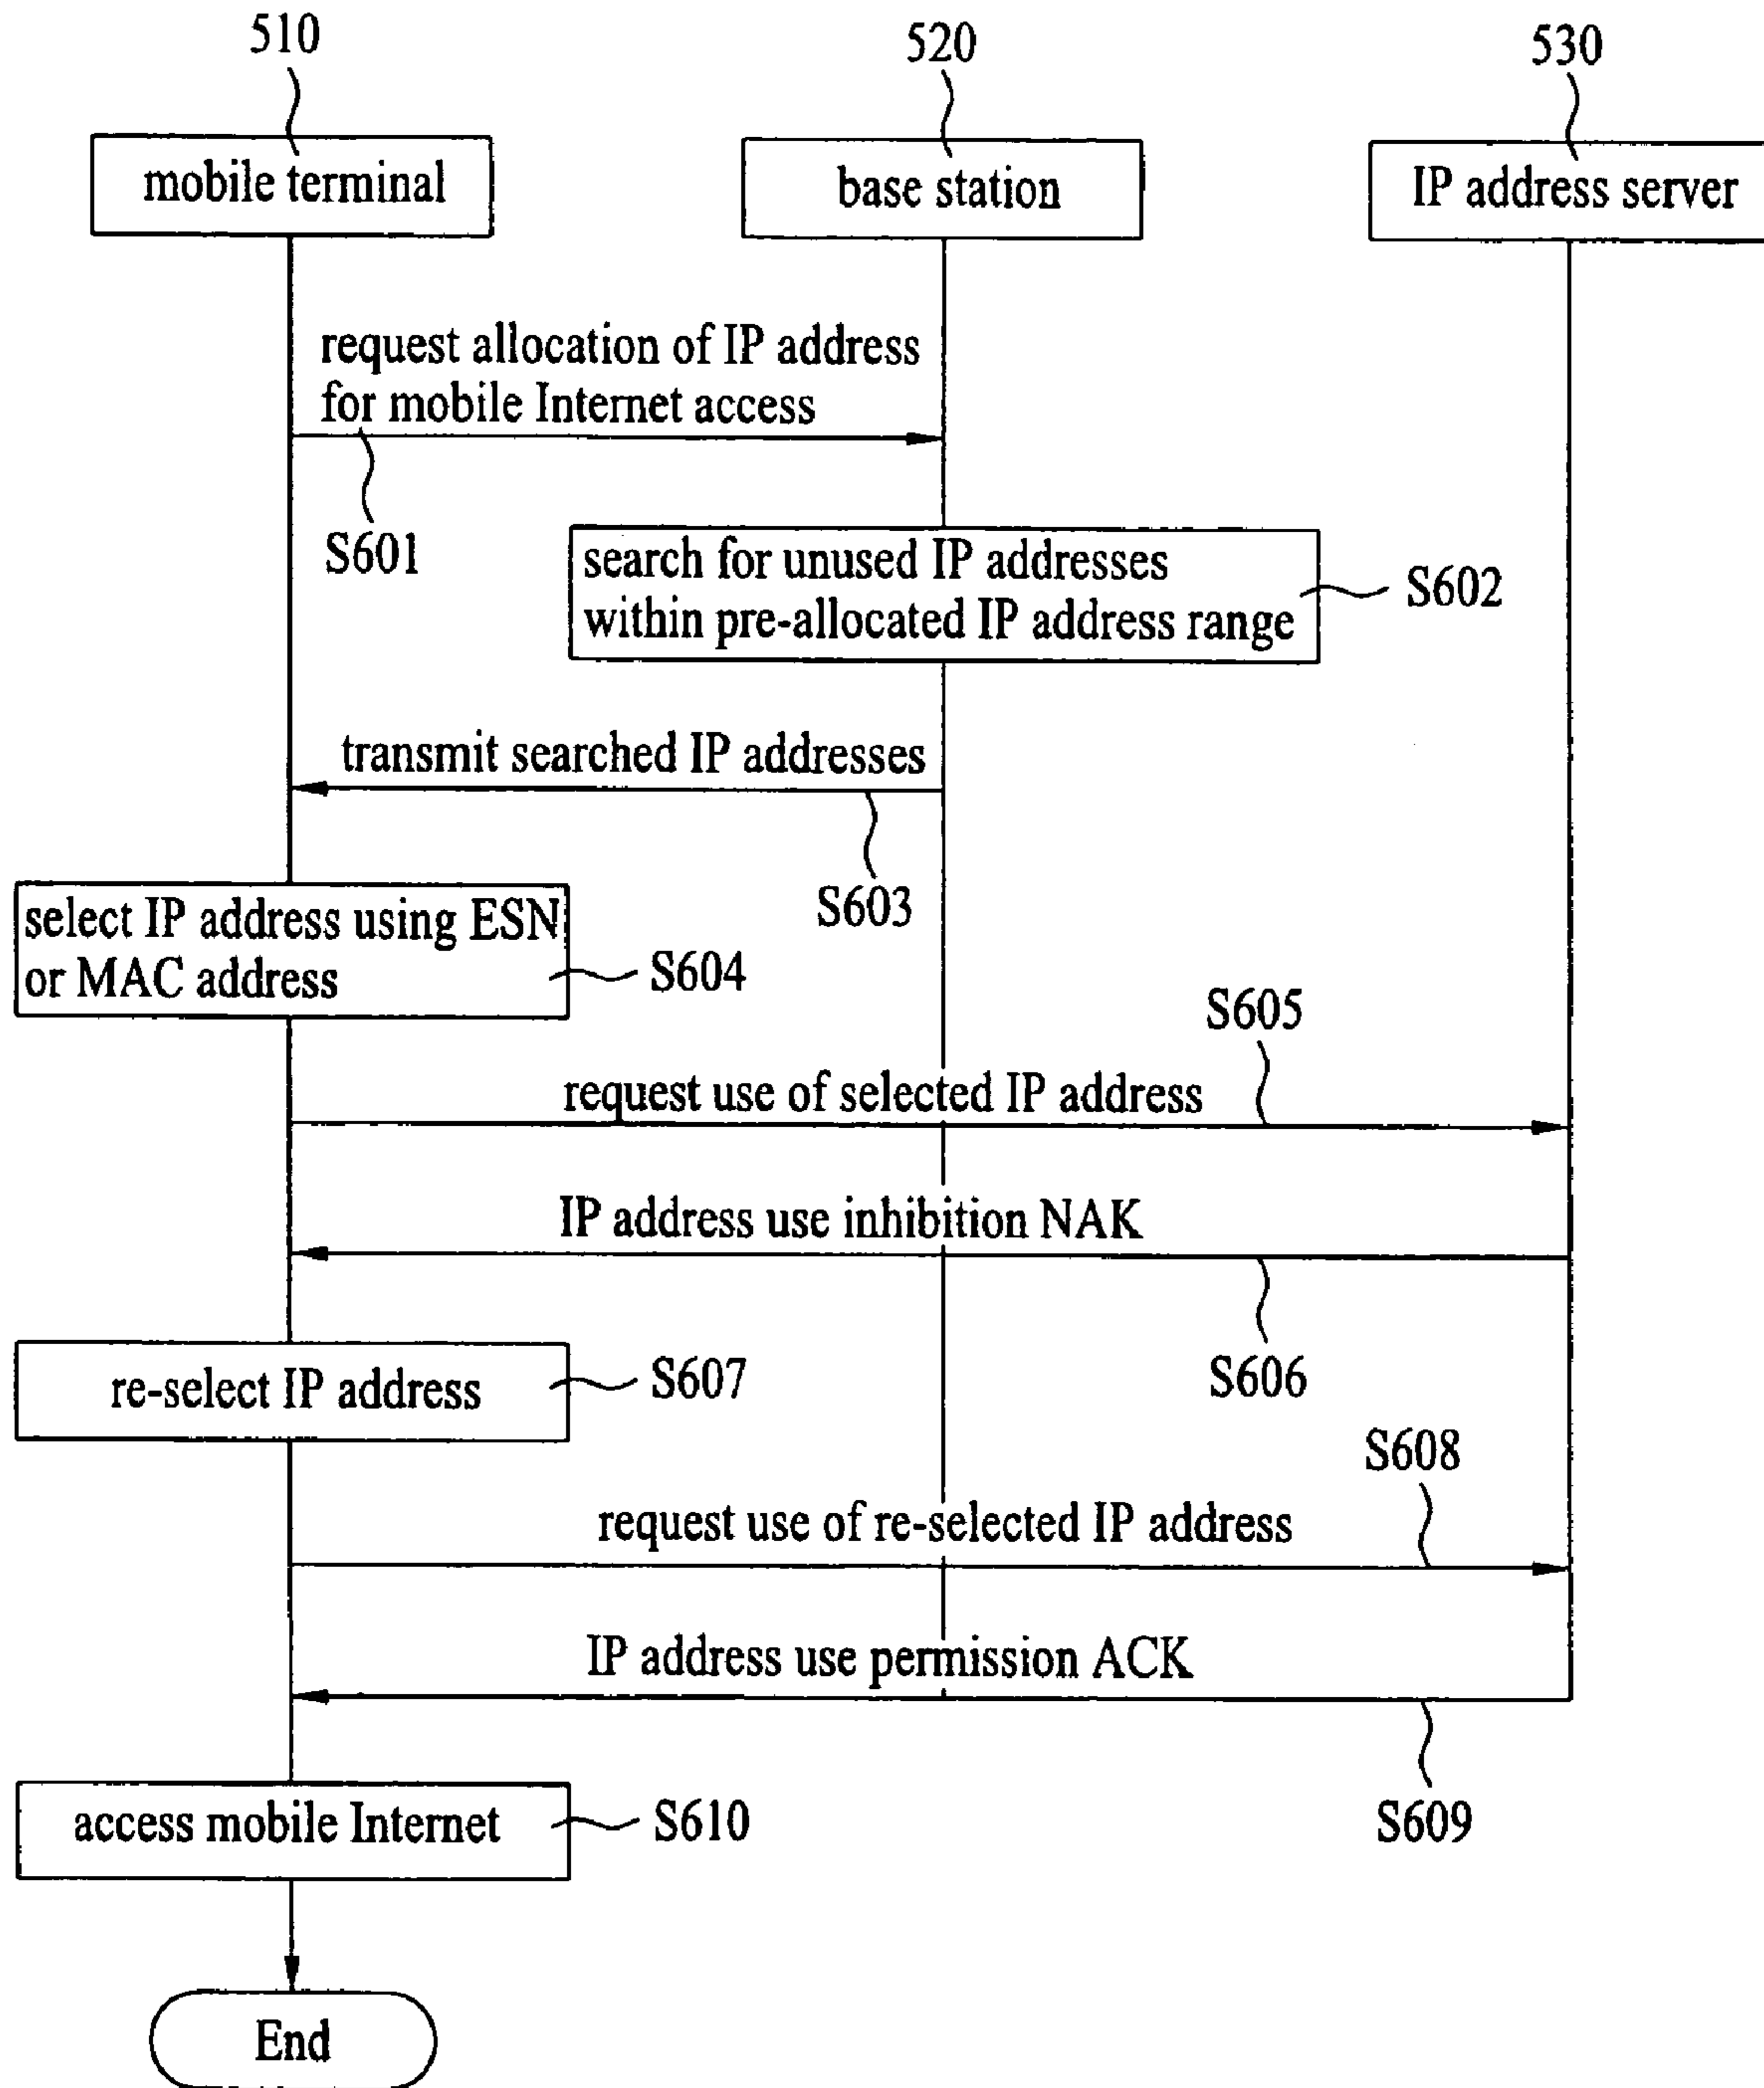 510
520
530
mobile terminal
base station
IP address server
request allocation of IP address
for mobile Internet access
S601
search for unused IP addresses
within pre-allocated IP address range
S602
transmit searched IP addresses
S603
select IP address using ESN
or MAC address
S604
S605
request use of selected IP address
IP address use inhibition NAK
S606
re-select IP address
S607
S608
request use of re-selected IP address
IP address use permission ACK
S609
access mobile Internet
S610
End